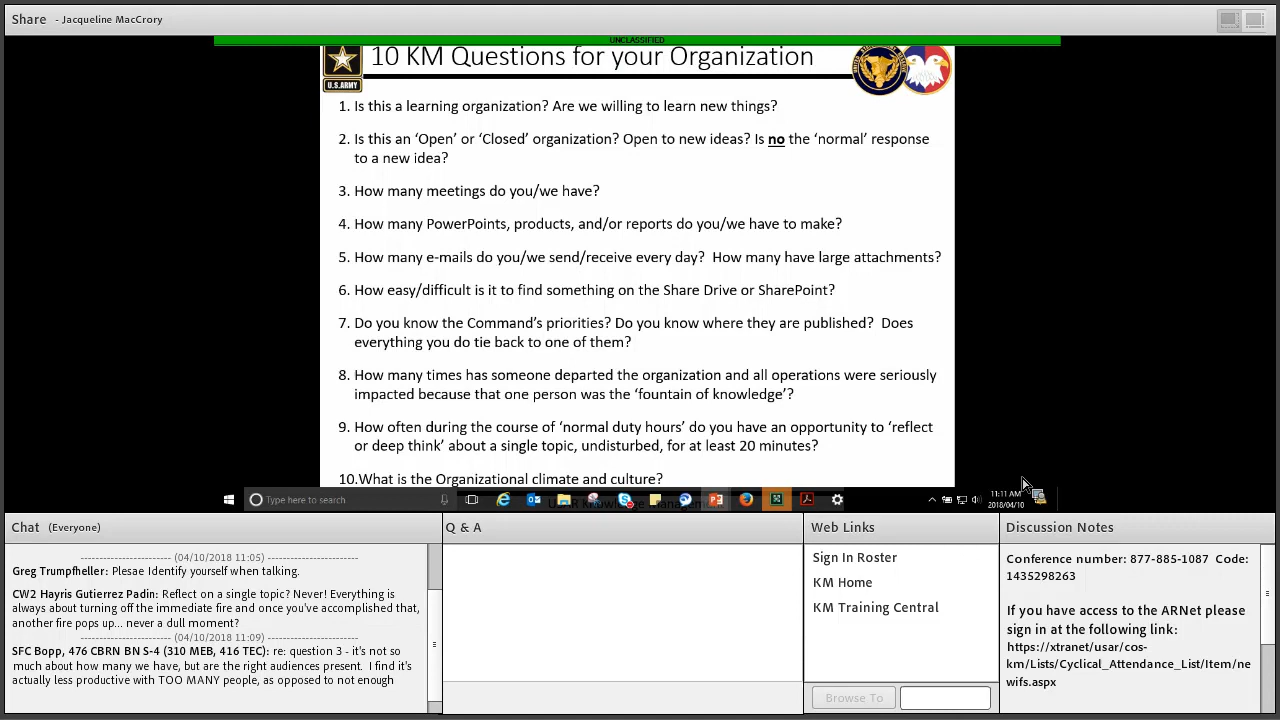 Share - Jacqueline MacCrory
UNCLASSIFIED
10 KM Questions for your Organization
U.S.ARMY
1. Is this a learning organization? Are we willing to learn new things?
2. Is this an ‘Open’ or ‘Closed’ organization? Open to new ideas? Is no the ‘normal’ response
to a new idea?
3. How many meetings do you/we have?
4. How many PowerPoints, products, and/or reports do you/we have to make?
5. How many e-mails do you/we send/receive every day?  How many have large attachments?
6. How easy/difficult is it to find something on the Share Drive or SharePoint?
7. Do you know the Command’s priorities? Do you know where they are published?  Does
everything you do tie back to one of them?
8. How many times has someone departed the organization and all operations were seriously
impacted because that one person was the ‘fountain of knowledge’?
9. How often during the course of ‘normal duty hours’ do you have an opportunity to ‘reflect
or deep think’ about a single topic, undisturbed, for at least 20 minutes?
10.What is the Organizational climate and culture?
Type here to search
11:11 AM
2018/04/10
Chat (Everyone)
------------------------ (04/10/2018 11:05) ------------------------
Greg Trumpfheller: Plesae Identify yourself when talking.
CW2 Hayris Gutierrez Padin: Reflect on a single topic? Never! Everything is
always about turning off the immediate fire and once you've accomplished that,
another fire pops up... never a dull moment?
------------------------ (04/10/2018 11:09) ------------------------
SFC Bopp, 476 CBRN BN S-4 (310 MEB, 416 TEC): re: question 3 - it's not so
much about how many we have, but are the right audiences present.  I find it's
actually less productive with TOO MANY people, as opposed to not enough
Q & A
Web Links
Sign In Roster
KM Home
KM Training Central
Browse To
Discussion Notes
Conference number: 877-885-1087  Code:
1435298263
If you have access to the ARNet please
sign in at the following link:
https://xtranet/usar/cos-
km/Lists/Cyclical_Attendance_List/Item/ne
wifs.aspx